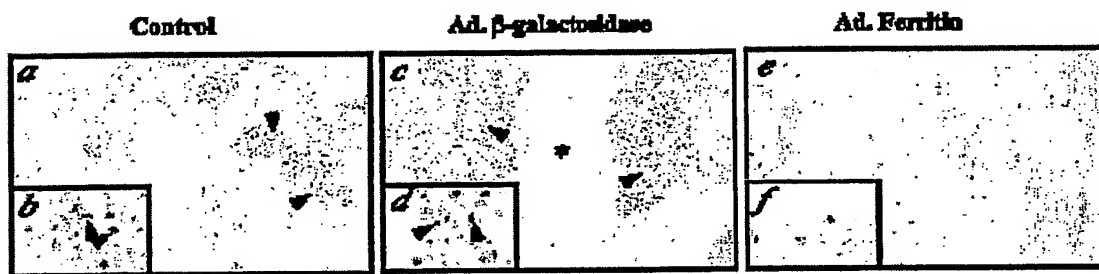 Control Ad. β-galactosidase Ad. Ferritin
a c e
b d f